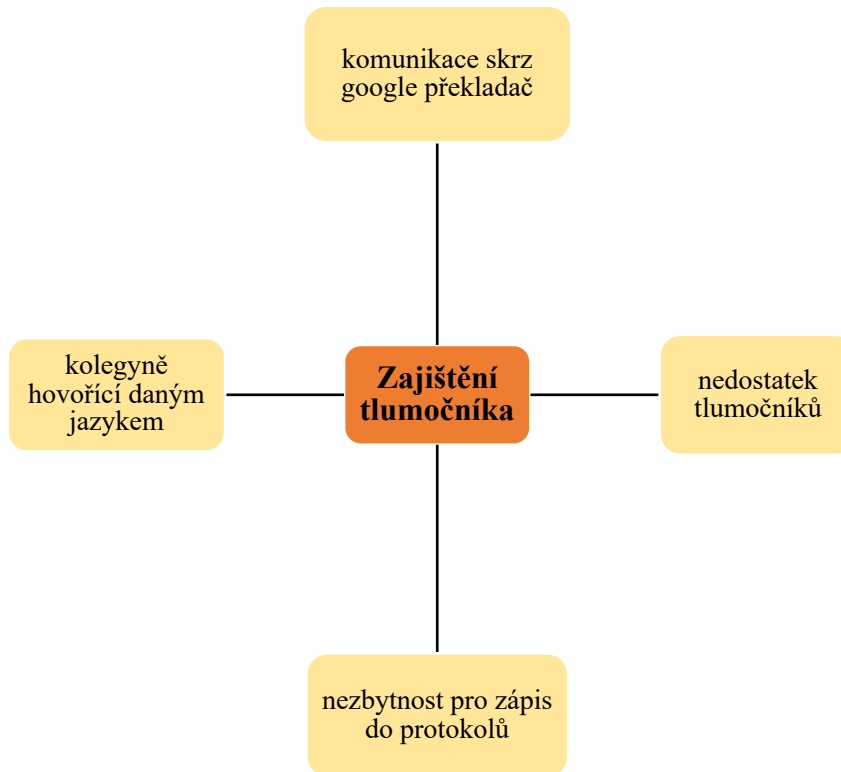 komunikace skrz
google překladač
kolegyně
hovořící daným
jazykem
Zajištění
tlumočníka
nedostatek
tlumočníků
nezbytnost pro zápis
do protokolů